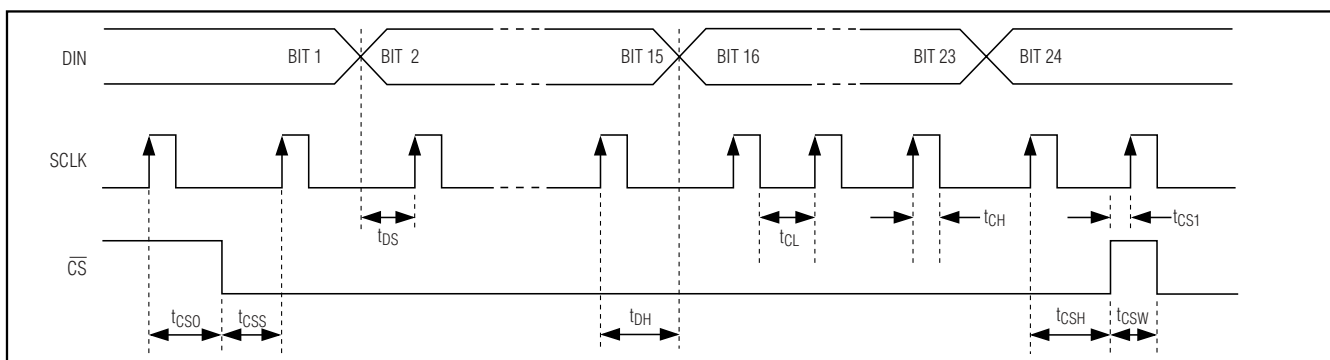 DIN
BIT 1
BIT 2
BIT 15
BIT 16
BIT 23
BIT 24
SCLK
tDS
tCL
tCH
tCS1
CS
tCS0
tCSS
tDH
tCSH
tCSW